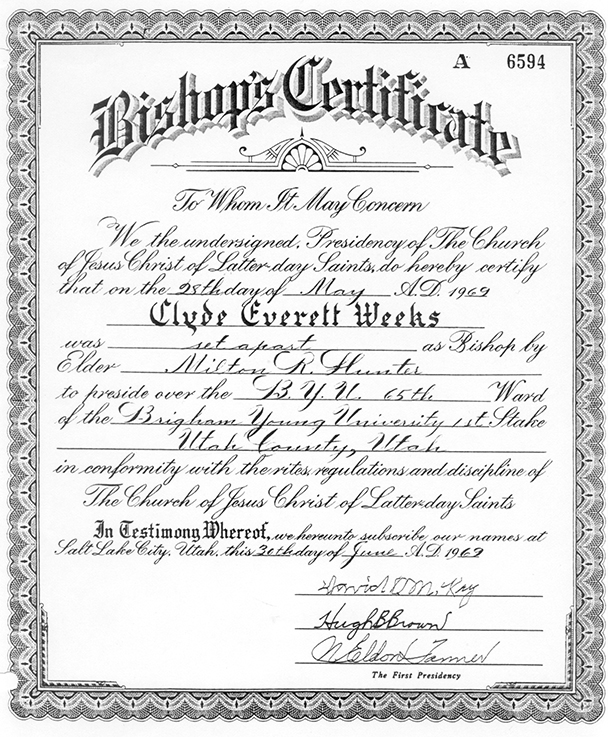 A 6594
Bishop's Certificate
To Whom It May Concern
We the undersigned, Presidency of The Church
of Jesus Christ of Latter-day Saints, do hereby certify
that on the 28th day of May A.D. 1969
Clyde Everett Weeks
was set apart as Bishop by
Elder Milton R. Hunter
to preside over the B.Y.U. 65th Ward
of the Brigham Young University 1st Stake
Utah County, Utah
in conformity with the rites, regulations and discipline of
The Church of Jesus Christ of Latter-day Saints
In Testimony Whereof, we hereunto subscribe our names at
Salt Lake City, Utah, this 30th day of June A.D. 1969
David O. McKay
Hugh B Brown
N Eldon Tanner
The First Presidency